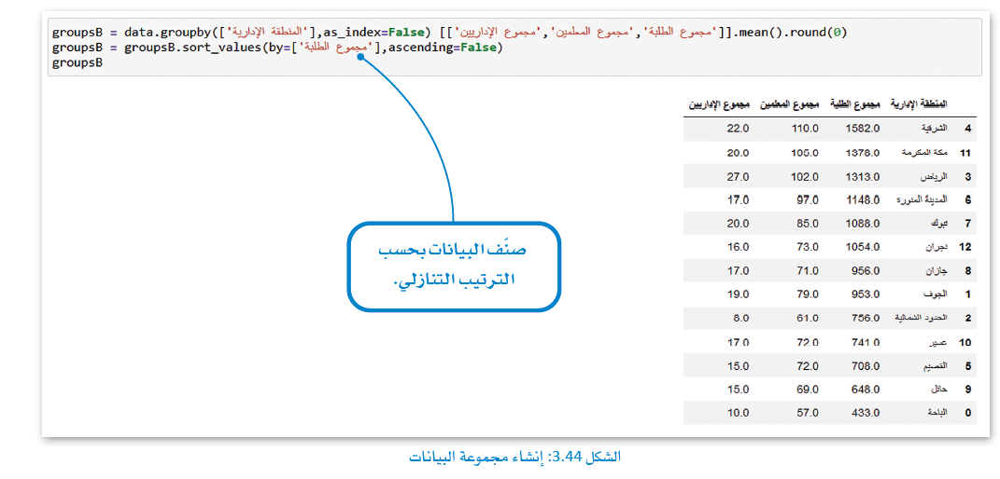 groupsB = data.groupby(['المنطقة الإدارية'],as_index=False) [['مجموع الطلبة','مجموع المعلمين','مجموع الإداريين']].mean().round(0)
groupsB = groupsB.sort_values(by=['مجموع الطلبة'],ascending=False)
groupsB
المنطقة الإدارية مجموع الطلبة مجموع المعلمين مجموع الإداريين
4 الشرقية 1582.0 110.0 22.0
11 مكة المكرمة 1378.0 105.0 20.0
3 الرياض 1313.0 102.0 27.0
6 المدينة المنورة 1148.0 97.0 17.0
7 تبوك 1088.0 85.0 20.0
12 نجران 1054.0 73.0 16.0
8 جازان 956.0 71.0 17.0
1 الجوف 953.0 79.0 19.0
2 الحدود الشمالية 756.0 61.0 8.0
10 عسير 741.0 72.0 17.0
5 القصيم 708.0 72.0 15.0
9 حائل 648.0 69.0 15.0
0 الباحة 433.0 57.0 10.0
صنّف البيانات بحسب
الترتيب التنازلي.
الشكل 3.44: إنشاء مجموعة البيانات